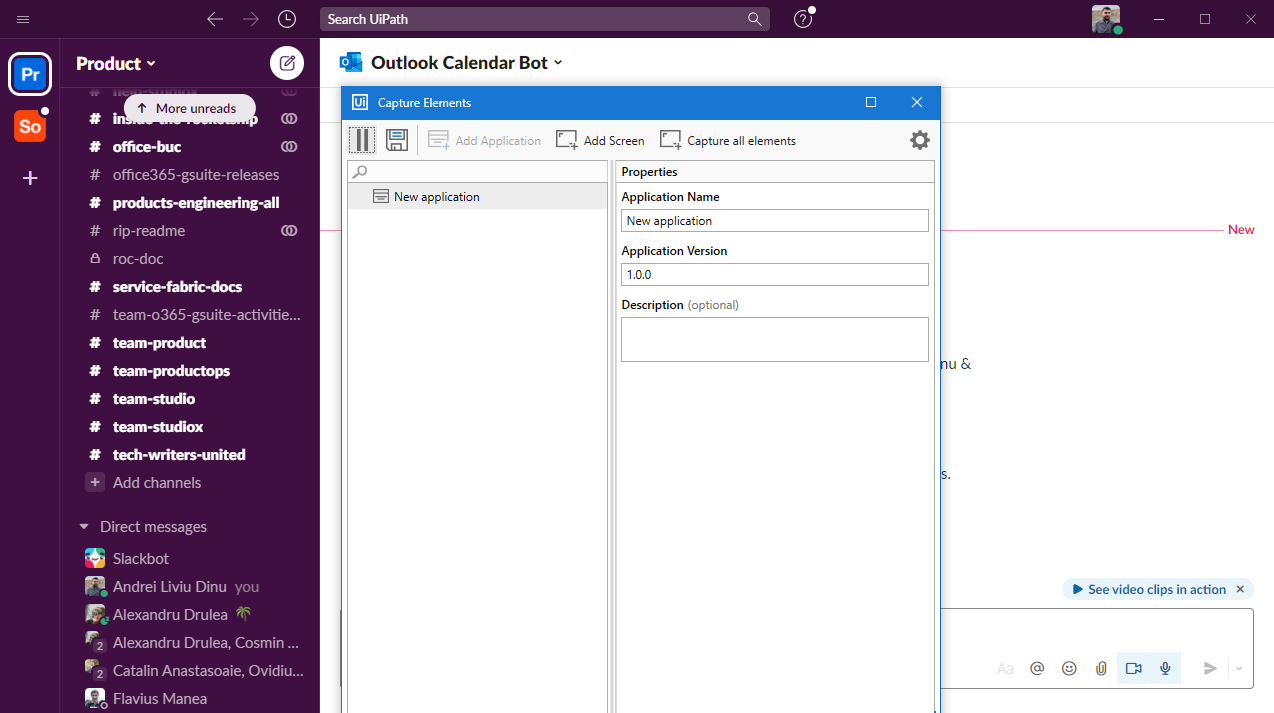 Search UiPath
Pr
So
Product
More unreads
office-buc
office365-gsuite-releases
products-engineering-all
rip-readme
roc-doc
service-fabric-docs
team-o365-gsuite-activitie...
team-product
team-productops
team-studio
team-studiox
tech-writers-united
Add channels
Direct messages
Slackbot
Andrei Liviu Dinu you
Alexandru Drulea
2 Alexandru Drulea, Cosmin ...
2 Catalin Anastasoaie, Ovidiu...
Flavius Manea
Outlook Calendar Bot
Ui Capture Elements
Add Application Add Screen Capture all elements
New application
Properties
Application Name
New application
Application Version
1.0.0
Description (optional)
New
nu &
s.
See video clips in action
Aa